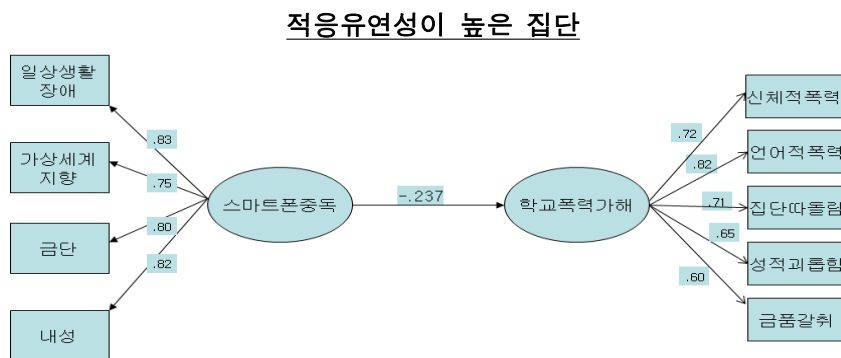 적응유연성이 높은 집단
일상생활
장애
가상세계
지향
금단
내성
.83
.75
.80
.82
스마트폰중독
-.237
학교폭력가해
.72
.82
.71
.65
.60
신체적폭력
언어적폭력
집단따돌림
성적괴롭힘
금품갈취